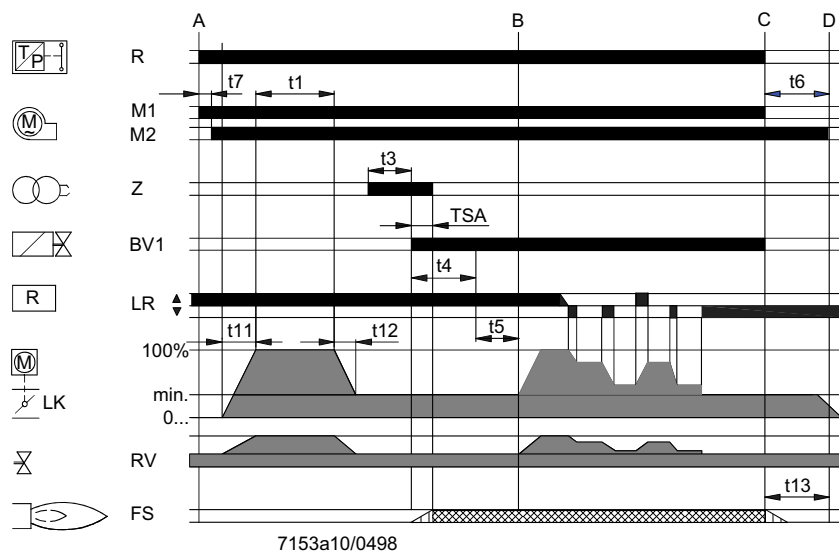 A B C D
T P R
t7 t1 t6
M ~ M1
M2
t3
Z
TSA
BV1
t4
R LR
t11 t12 t5
M 100%
min.
LK
0...
RV
t13
FS
7153a10/0498